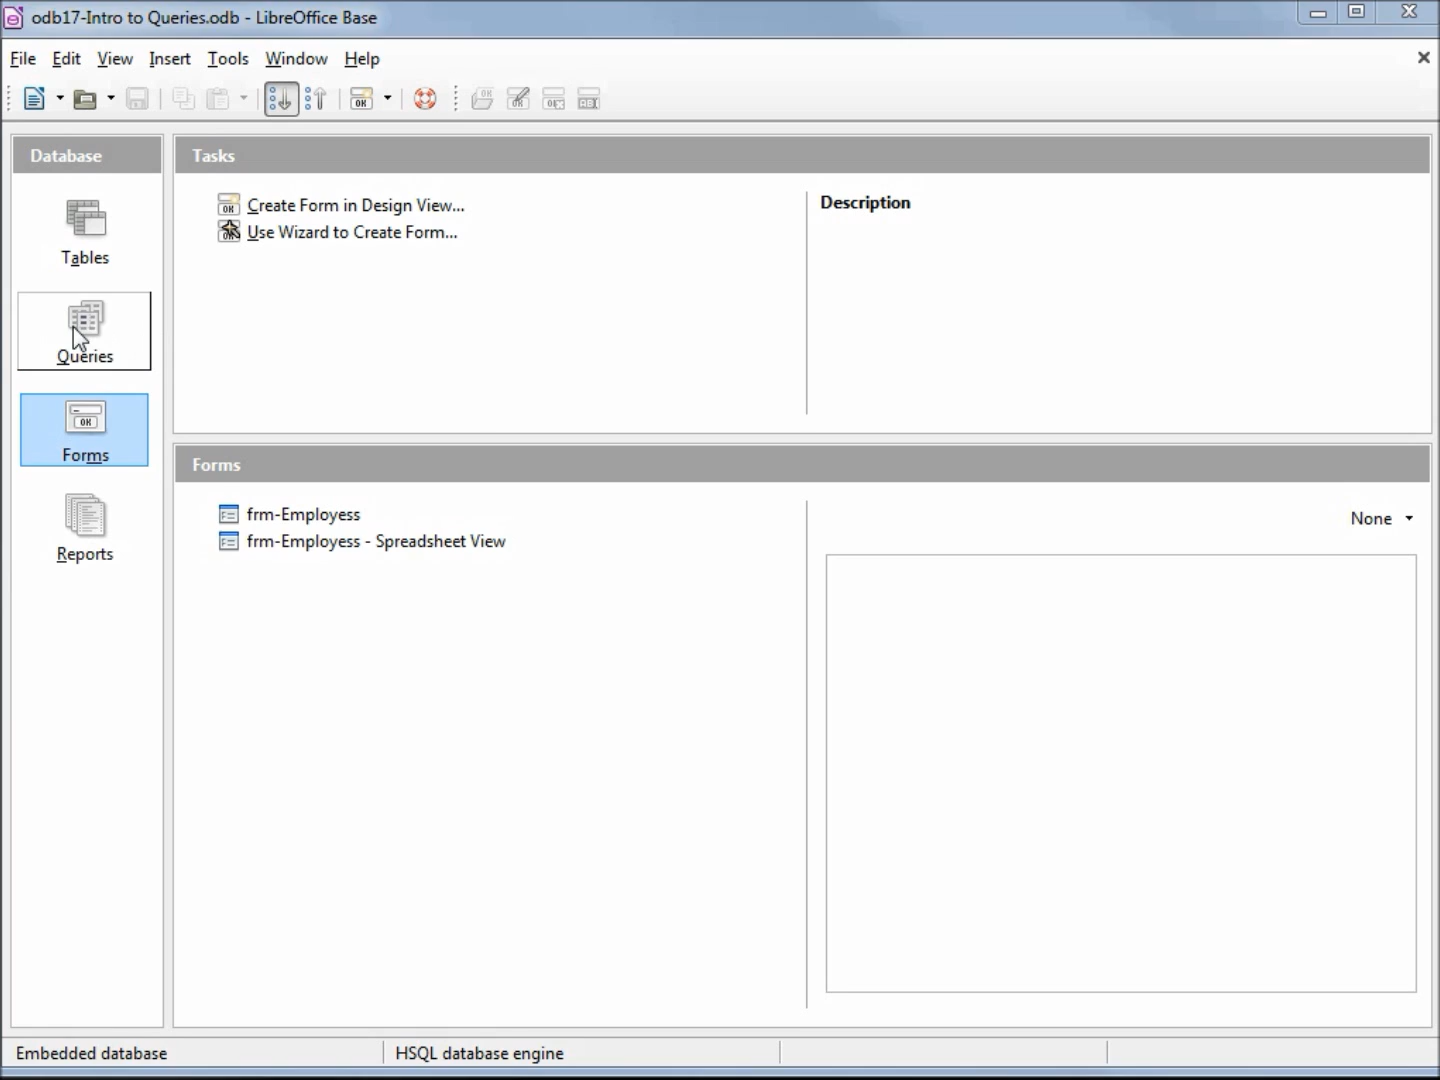 odb17-Intro to Queries.odb - LibreOffice Base
File Edit View Insert Tools Window Help
Database
Tables
Queries
Forms
Reports
Tasks
Create Form in Design View...
Use Wizard to Create Form...
Description
Forms
frm-Employess
frm-Employess - Spreadsheet View
None
Embedded database
HSQL database engine